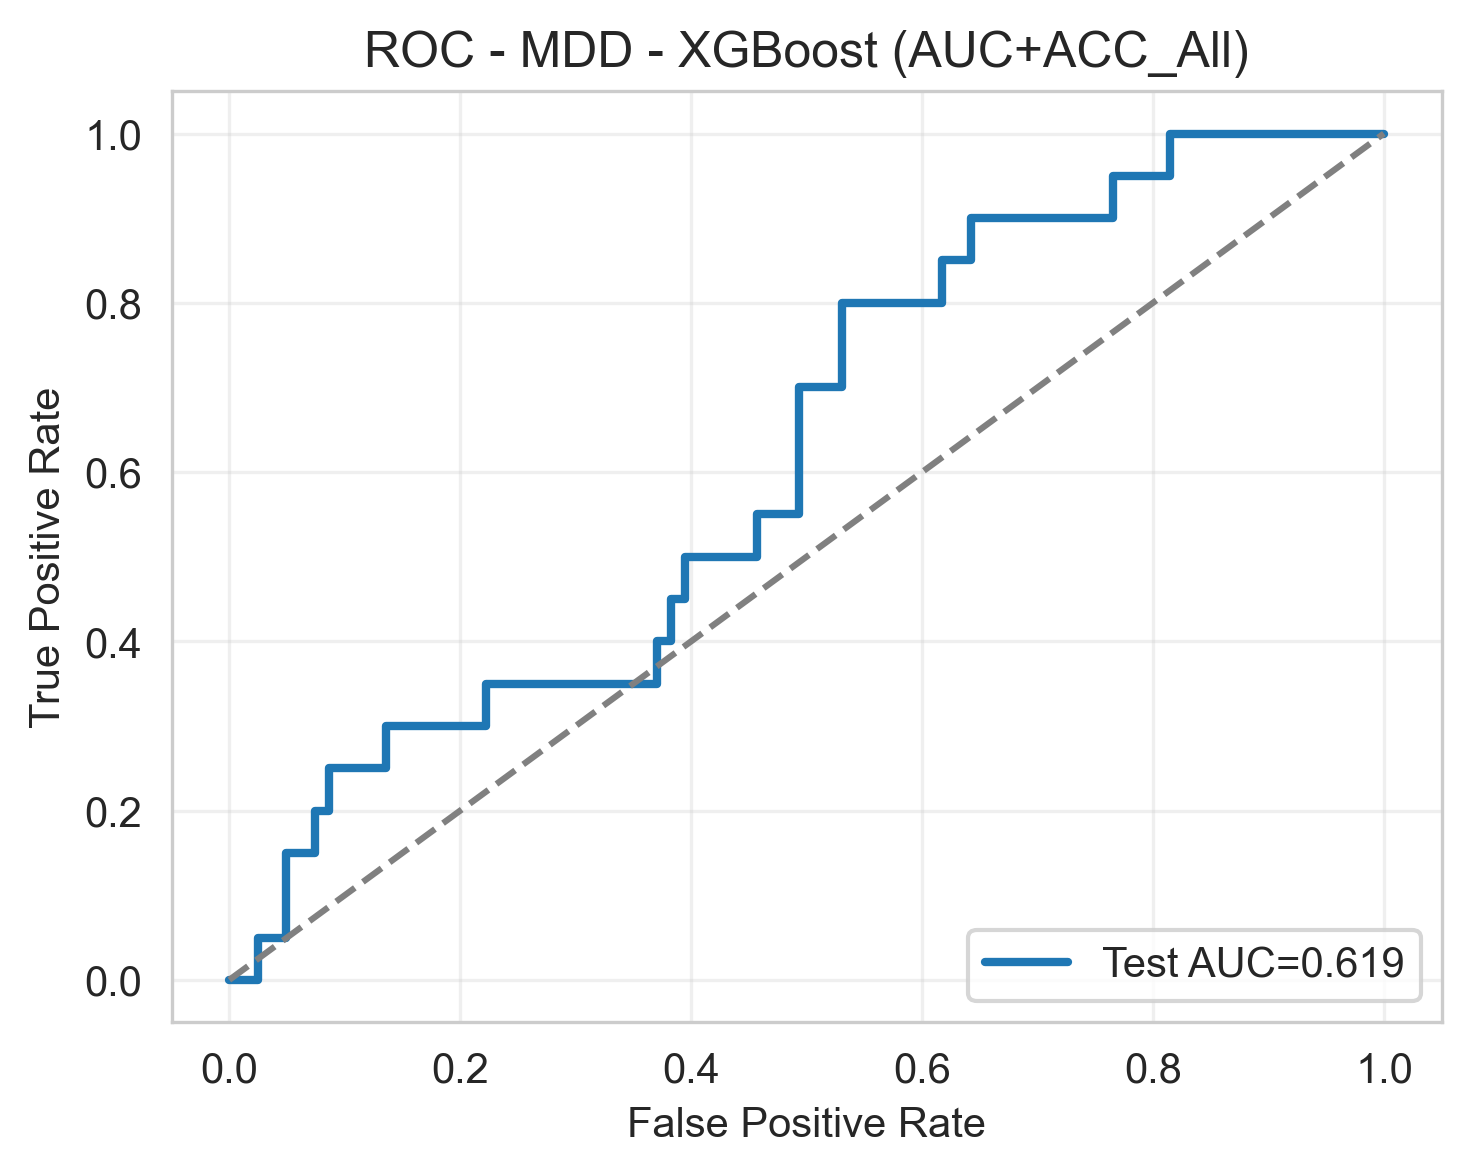 ROC - MDD - XGBoost (AUC+ACC_All)
True Positive Rate
1.0
0.8
0.6
0.4
0.2
0.0
Test AUC=0.619
0.0 0.2 0.4 0.6 0.8 1.0
False Positive Rate